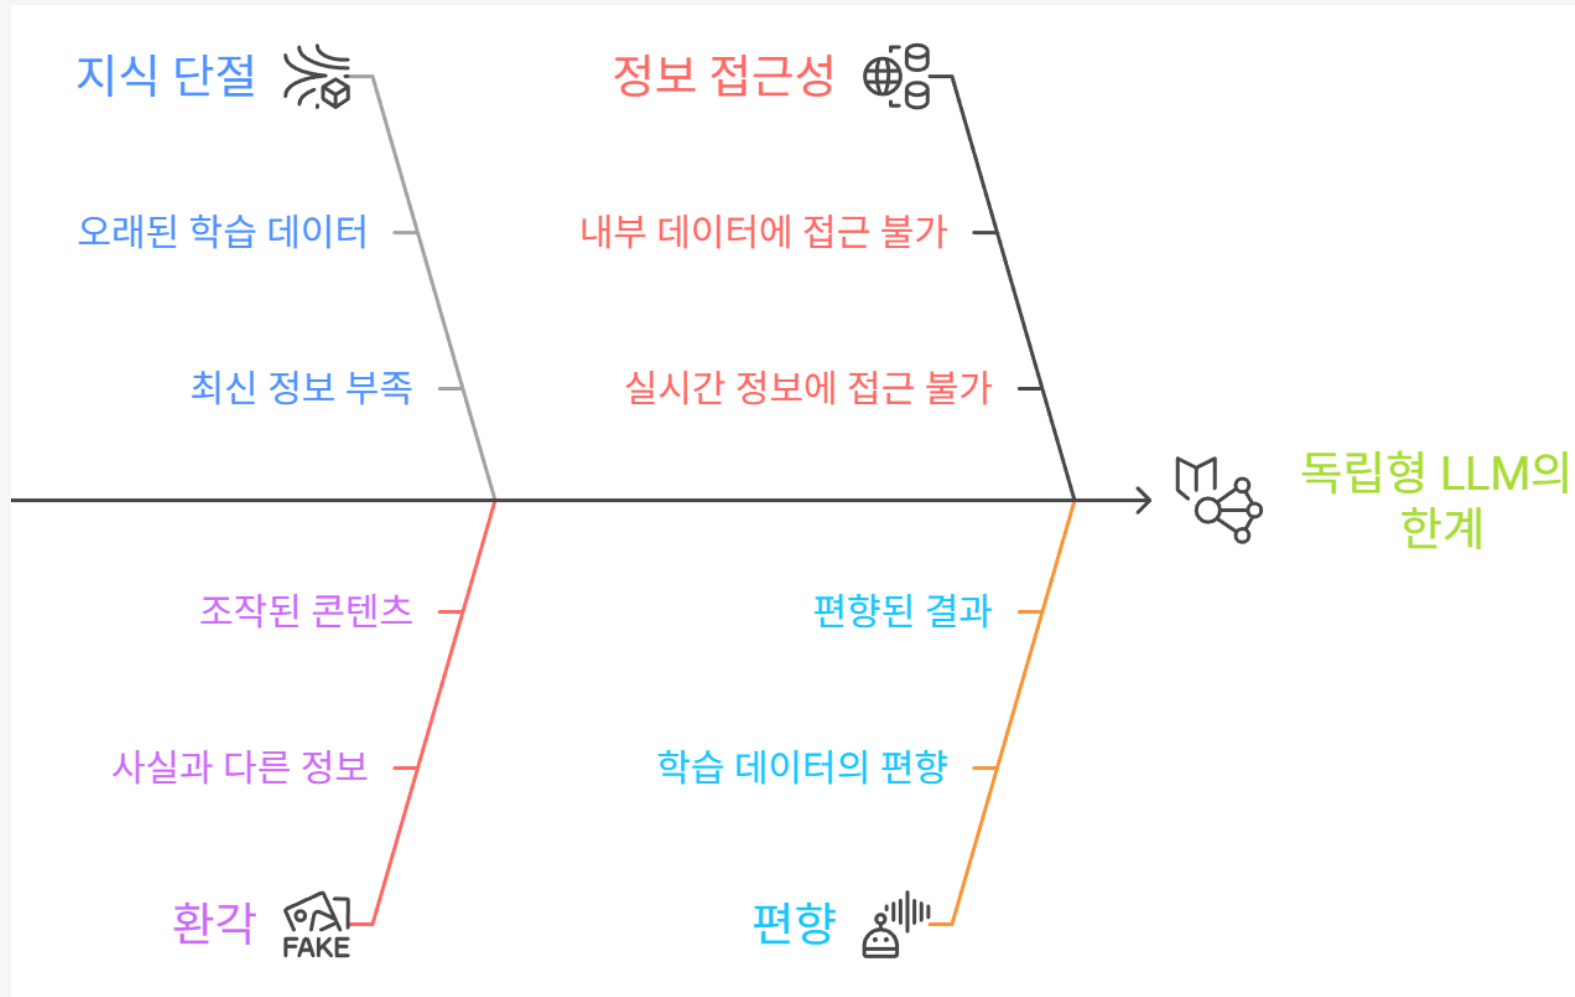 지식 단절
오래된 학습 데이터
최신 정보 부족
정보 접근성
내부 데이터에 접근 불가
실시간 정보에 접근 불가
독립형 LLM의
한계
조작된 콘텐츠
사실과 다른 정보
환각
FAKE
편향된 결과
학습 데이터의 편향
편향